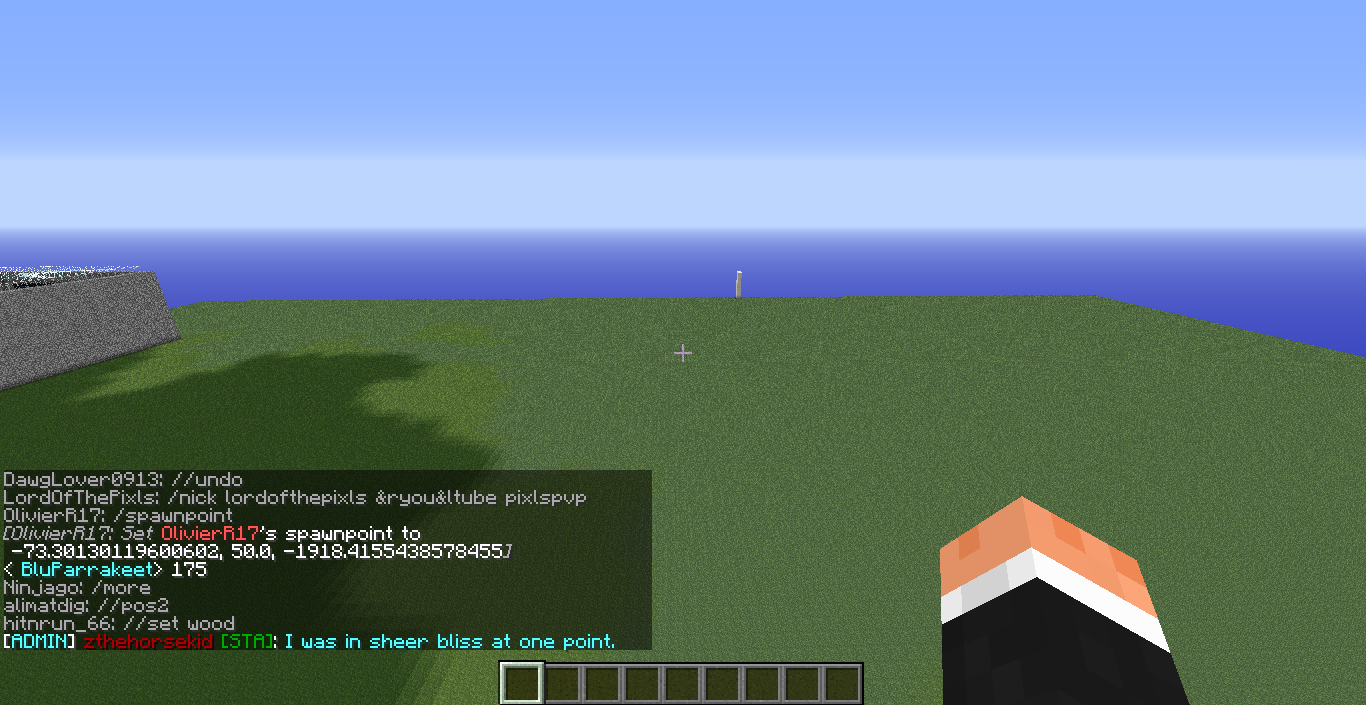 DawgLover0913: //undo
LordOfThePixls: /nick lordofthepixls &ryou&ltube pixlspvp
OlivierR17: /spawnpoint
[OlivierR17: Set OlivierR17's spawnpoint to
-73.30130119600602, 50.0, -1918.4155438578455]
< BluParrakeet> 175
Ninjago: /more
alimatdig: //pos2
hitnrun_66: //set wood
[ADMIN] zthehorsekid [STA]: I was in sheer bliss at one point.